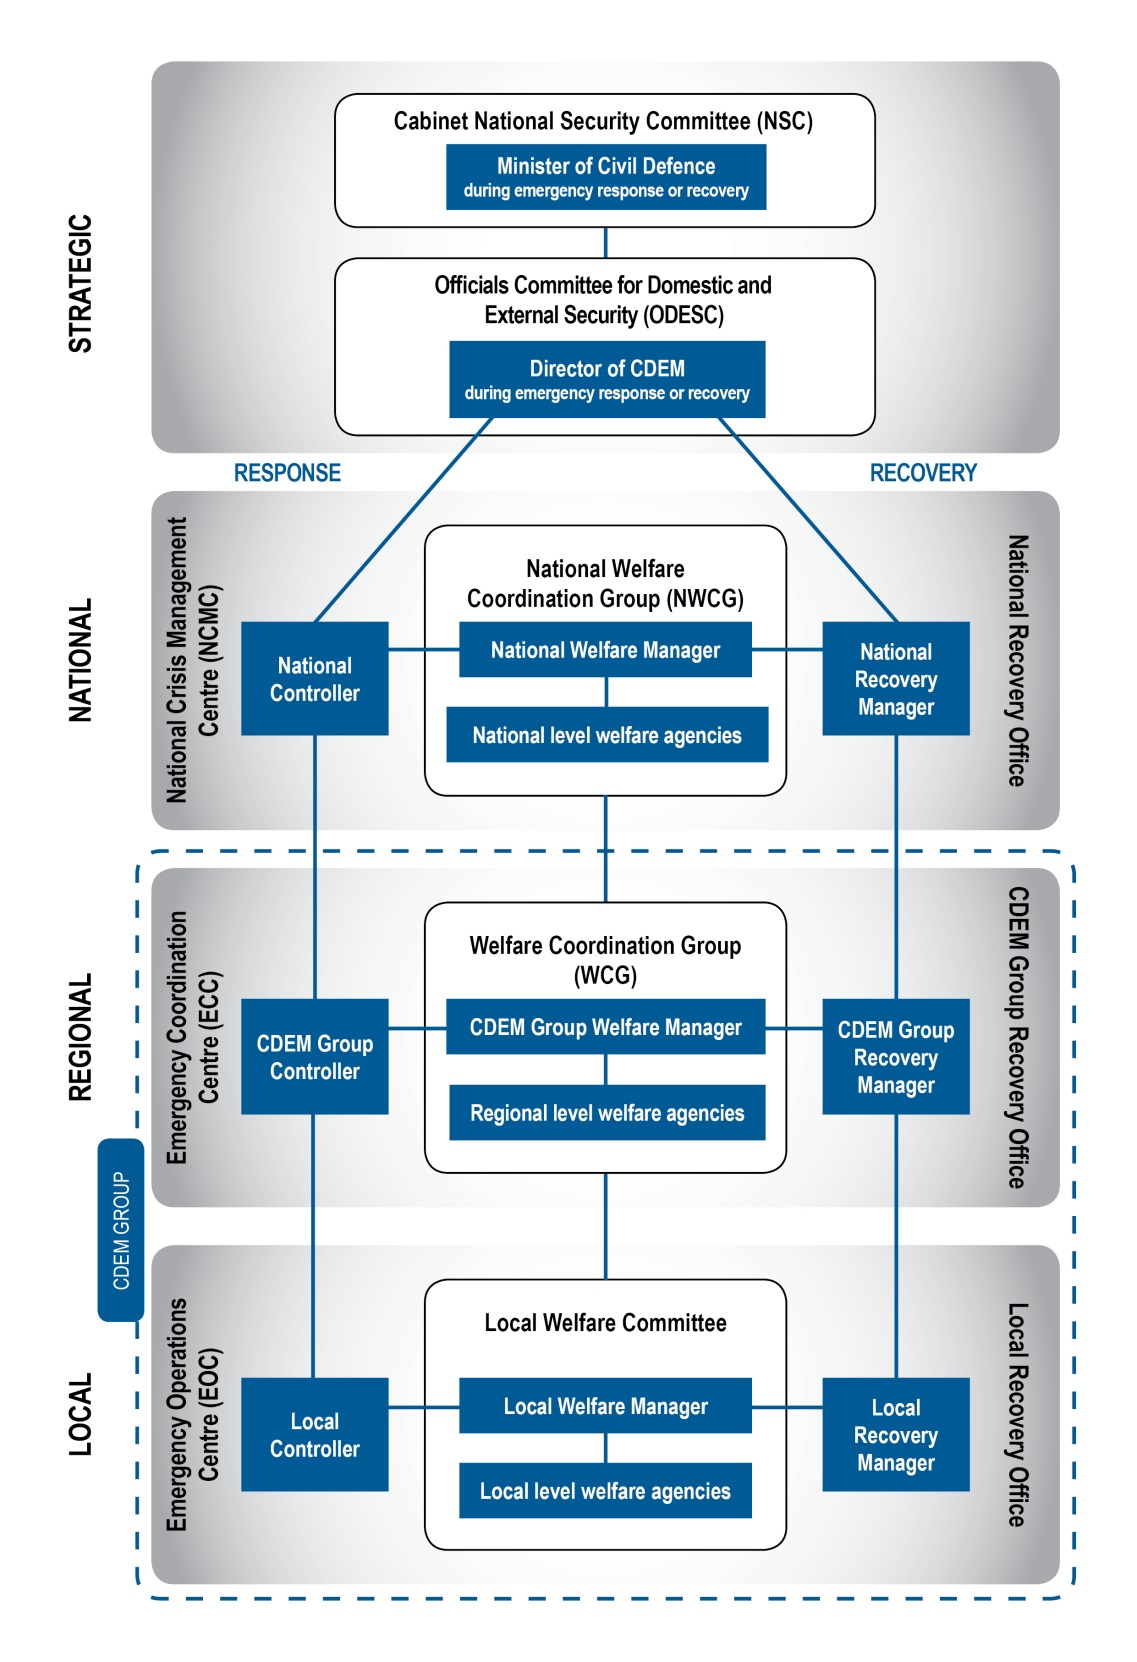 STRATEGIC
Cabinet National Security Committee (NSC)
Minister of Civil Defence
during emergency response or recovery
Officials Committee for Domestic and
External Security (ODESC)
Director of CDEM
during emergency response or recovery
RESPONSE
RECOVERY
NATIONAL
National Crisis Management
Centre (NCMC)
National
Controller
National Welfare
Coordination Group (NWCG)
National Welfare Manager
National level welfare agencies
National
Recovery
Manager
National Recovery Office
REGIONAL
Emergency Coordination
Centre (ECC)
CDEM Group
Controller
Welfare Coordination Group
(WCG)
CDEM Group Welfare Manager
Regional level welfare agencies
CDEM Group
Recovery
Manager
CDEM Group Recovery Office
CDEM GROUP
LOCAL
Emergency Operations
Centre (EOC)
Local
Controller
Local Welfare Committee
Local Welfare Manager
Local level welfare agencies
Local
Recovery
Manager
Local Recovery Office